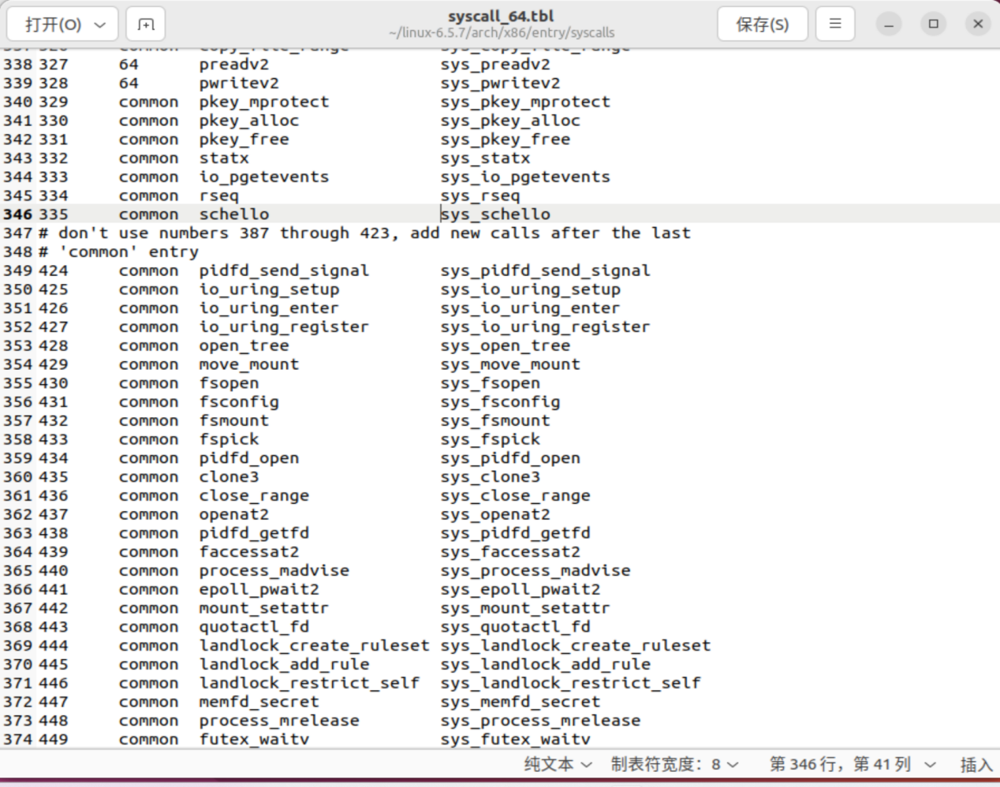 打开(O)
syscall_64.tbl
~/linux-6.5.7/arch/x86/entry/syscalls
保存(S)
338 327 64 preadv2 sys_preadv2
339 328 64 pwritev2 sys_pwritev2
340 329 common pkey_mprotect sys_pkey_mprotect
341 330 common pkey_alloc sys_pkey_alloc
342 331 common pkey_free sys_pkey_free
343 332 common statx sys_statx
344 333 common io_pgetevents sys_io_pgetevents
345 334 common rseq sys_rseq
346 335 common schello sys_schello
347 # don't use numbers 387 through 423, add new calls after the last
348 # 'common' entry
349 424 common pidfd_send_signal sys_pidfd_send_signal
350 425 common io_uring_setup sys_io_uring_setup
351 426 common io_uring_enter sys_io_uring_enter
352 427 common io_uring_register sys_io_uring_register
353 428 common open_tree sys_open_tree
354 429 common move_mount sys_move_mount
355 430 common fsopen sys_fsopen
356 431 common fsconfig sys_fsconfig
357 432 common fsmount sys_fsmount
358 433 common fspick sys_fspick
359 434 common pidfd_open sys_pidfd_open
360 435 common clone3 sys_clone3
361 436 common close_range sys_close_range
362 437 common openat2 sys_openat2
363 438 common pidfd_getfd sys_pidfd_getfd
364 439 common faccessat2 sys_faccessat2
365 440 common process_madvise sys_process_madvise
366 441 common epoll_pwait2 sys_epoll_pwait2
367 442 common mount_setattr sys_mount_setattr
368 443 common quotactl_fd sys_quotactl_fd
369 444 common landlock_create_ruleset sys_landlock_create_ruleset
370 445 common landlock_add_rule sys_landlock_add_rule
371 446 common landlock_restrict_self sys_landlock_restrict_self
372 447 common memfd_secret sys_memfd_secret
373 448 common process_mrelease sys_process_mrelease
374 449 common futex_waitv sys_futex_waitv
纯文本 制表符宽度：8 第 346 行，第 41 列 插入